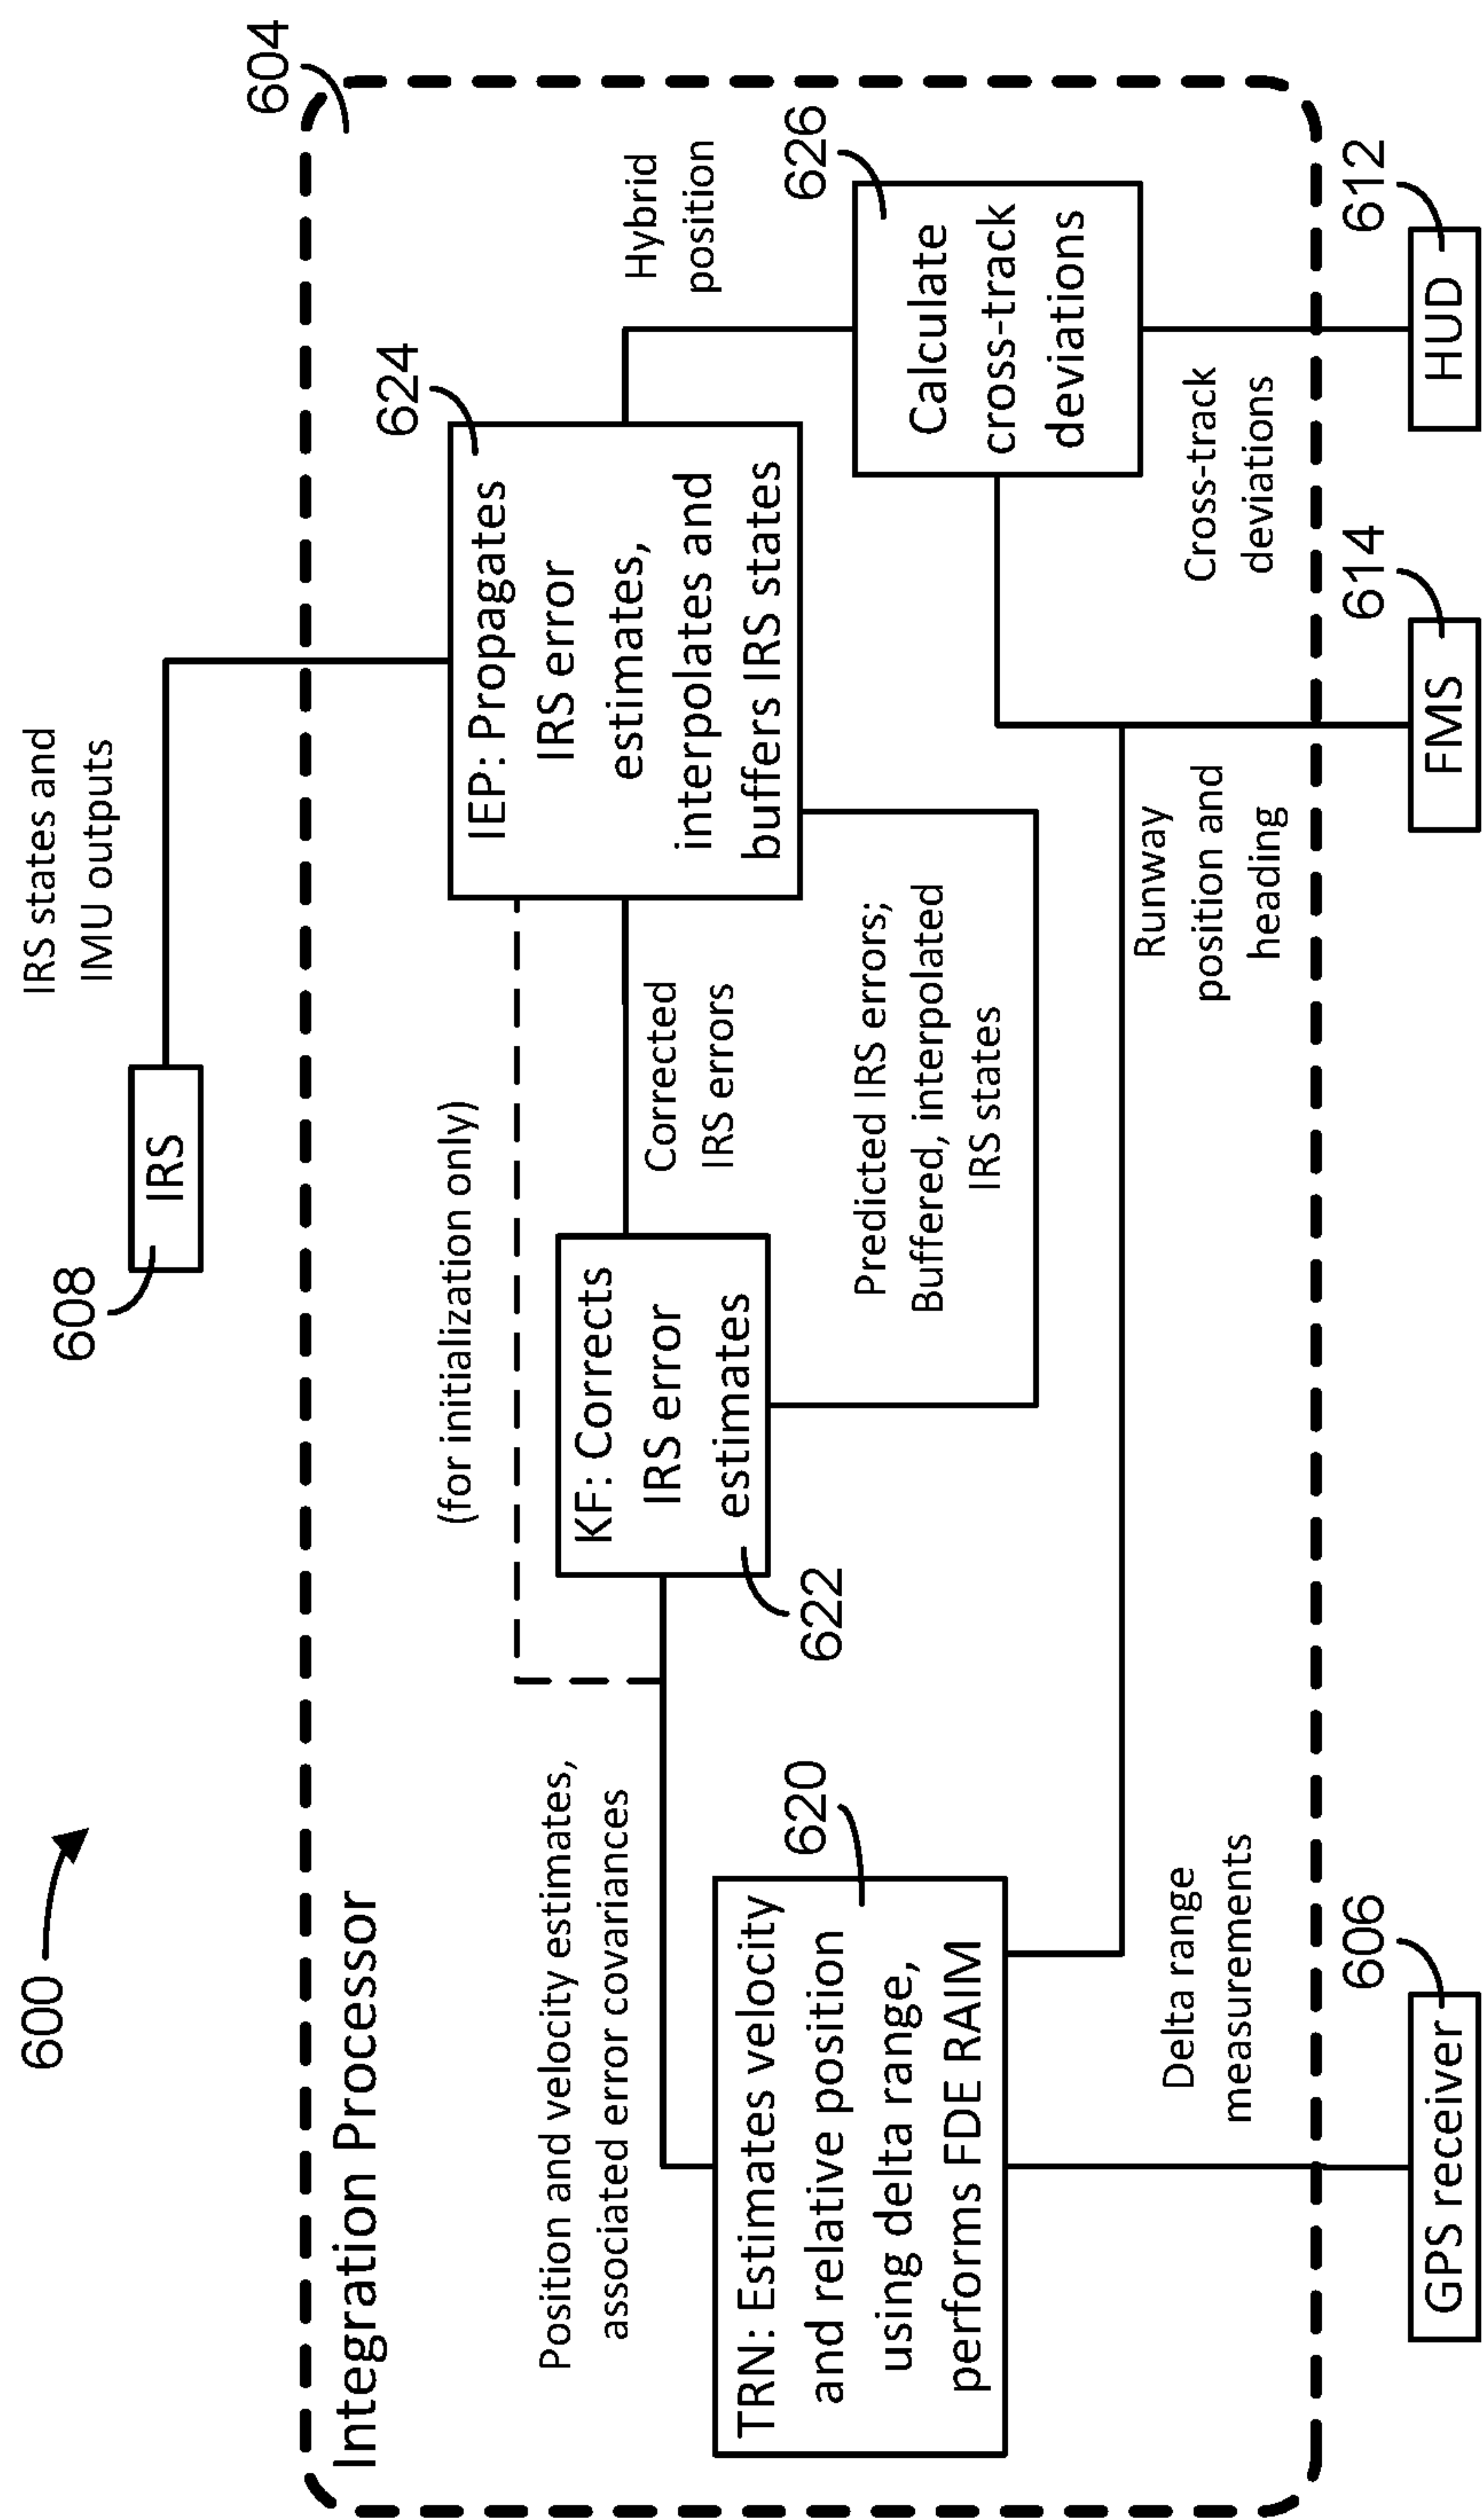 600
608
IRS
IRS states and
IMU outputs
604
Integration Processor
(for initialization only)
624
IEP: Propagates
IRS error
estimates,
interpolates and
buffers IRS states
Hybrid
position
Position and velocity estimates,
associated error covariances
KF: Corrects
IRS error
estimates
622
Corrected
IRS errors
620
TRN: Estimates velocity
and relative position
using delta range,
performs FDE RAIM
Predicted IRS errors;
Buffered, interpolated
IRS states
626
Calculate
cross-track
deviations
Delta range
measurements
Runway
position and
heading
Cross-track
deviations
606
GPS receiver
614
FMS
612
HUD